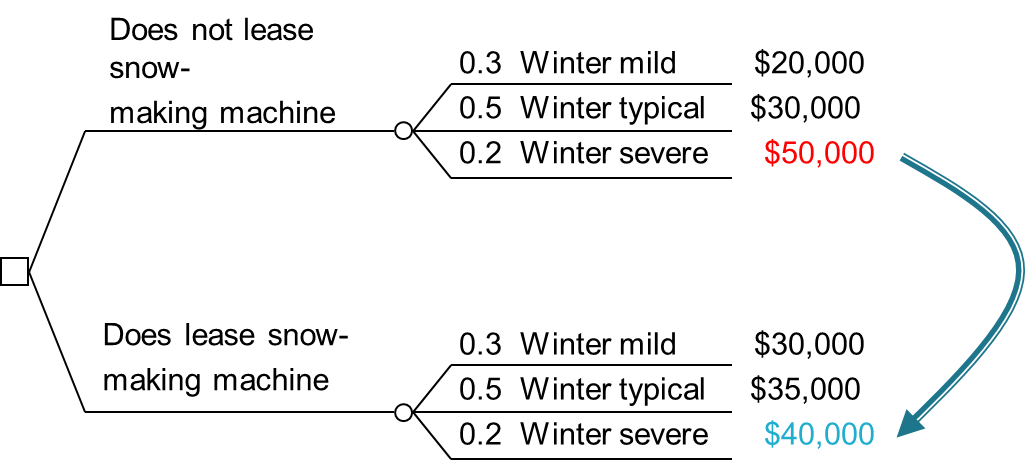 Does not lease
snow-
making machine
0.3 Winter mild $20,000
0.5 Winter typical $30,000
0.2 Winter severe $50,000
Does lease snow-
making machine
0.3 Winter mild $30,000
0.5 Winter typical $35,000
0.2 Winter severe $40,000